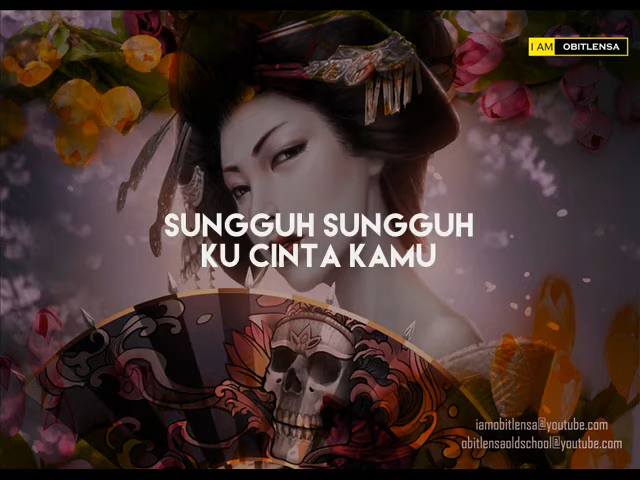 I AM OBITLENSA
SUNGGUH SUNGGUH
KU CINTA KAMU
iamobitlensa@youtube.com
obitlensaoldschool@youtube.com